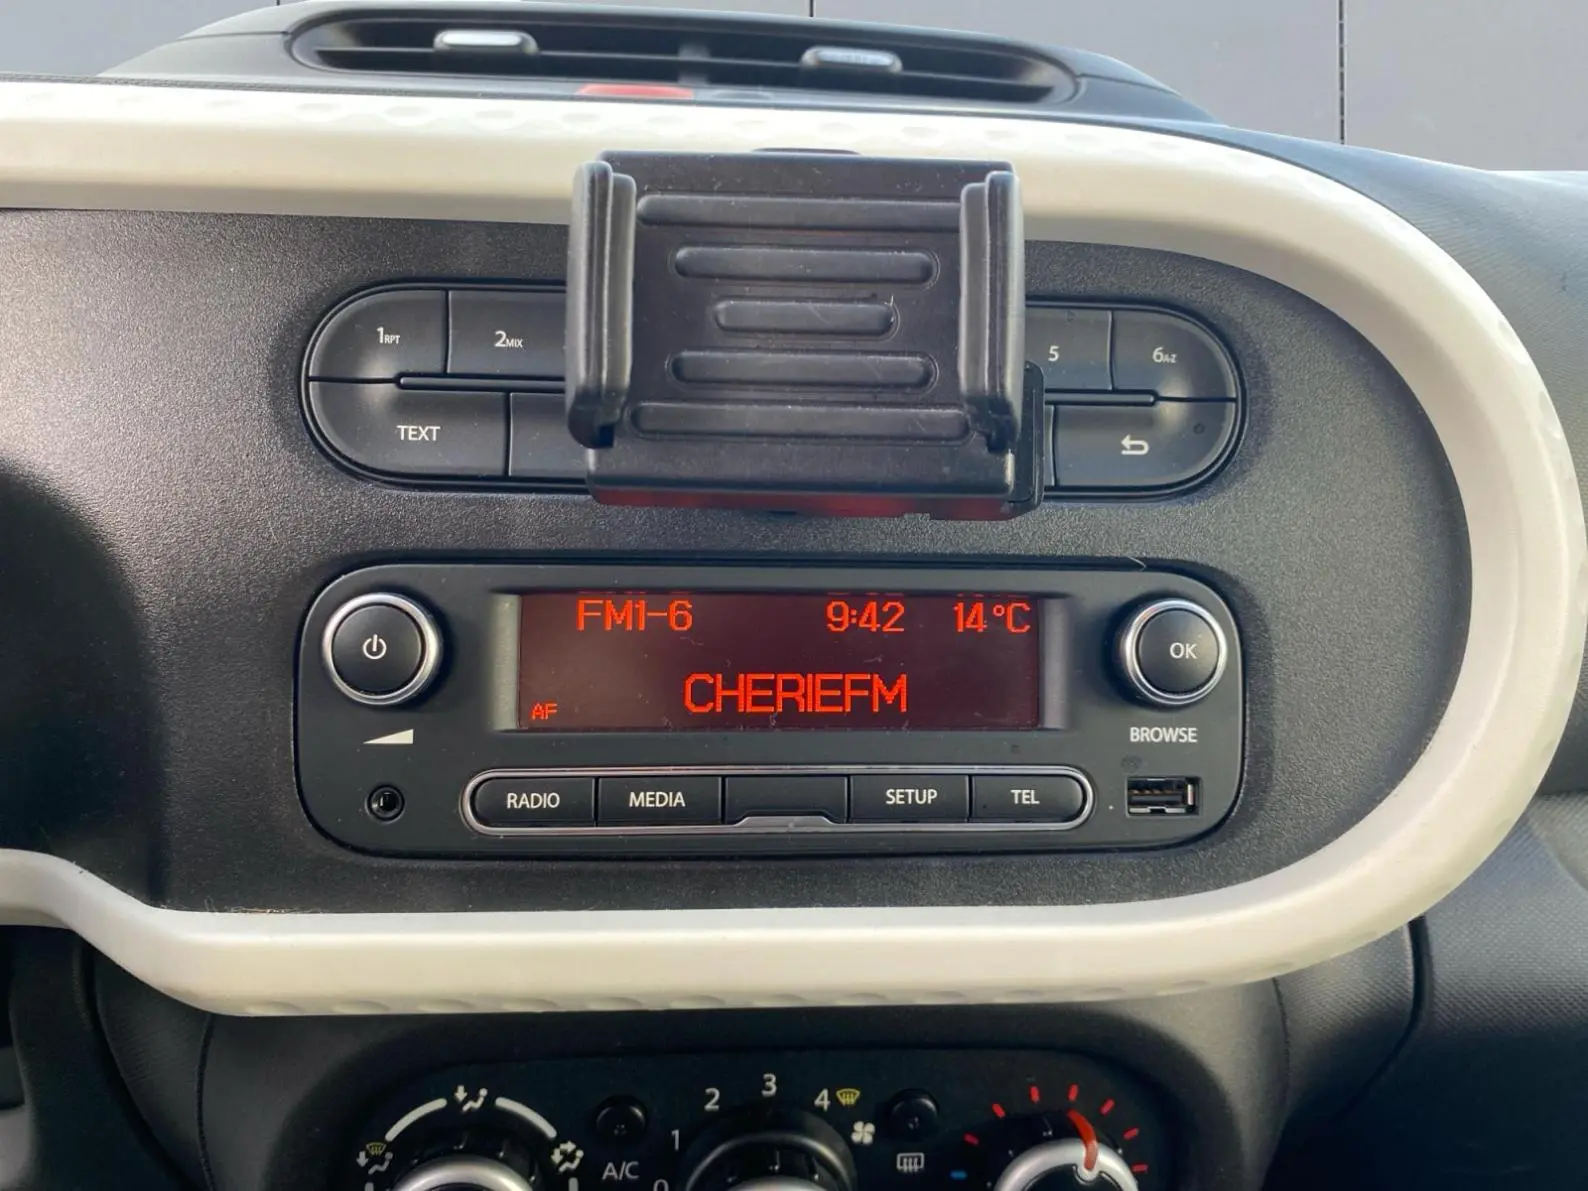 1RPT 2MIX 5 6A-Z
TEXT
FM1-6 9:42 14°C
CHERIEFM
AF
OK
BROWSE
RADIO MEDIA SETUP TEL
0 1 2 3 4
A/C